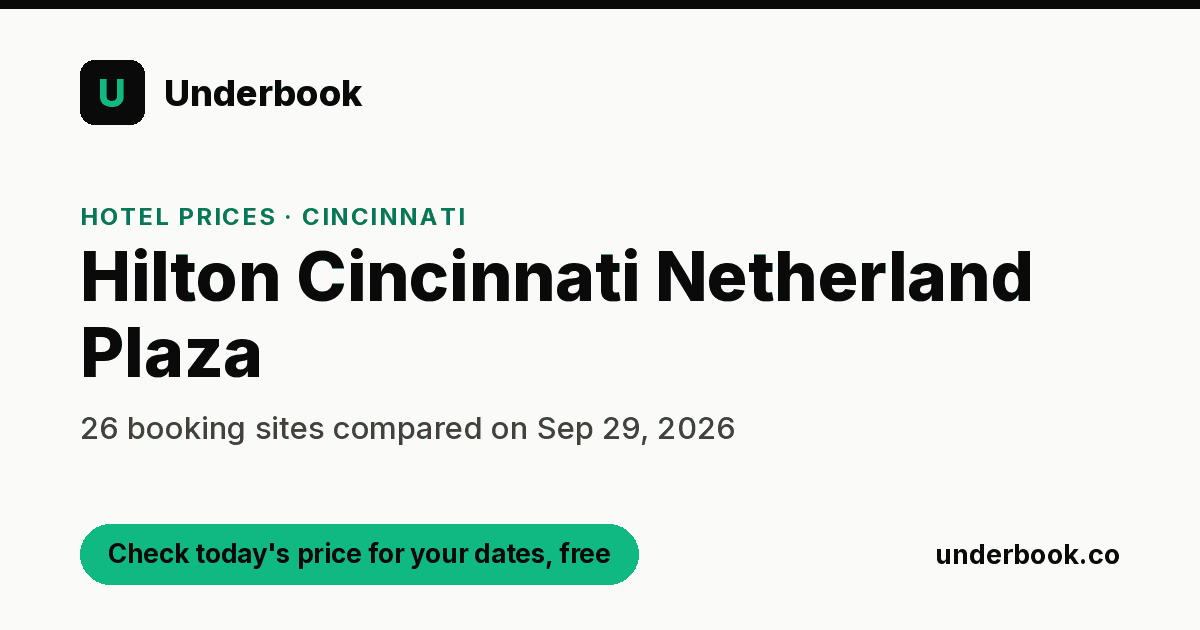 U
Underbook
HOTEL PRICES · CINCINNATI
Hilton Cincinnati Netherland
Plaza
26 booking sites compared on Sep 29, 2026
Check today's price for your dates, free
underbook.co